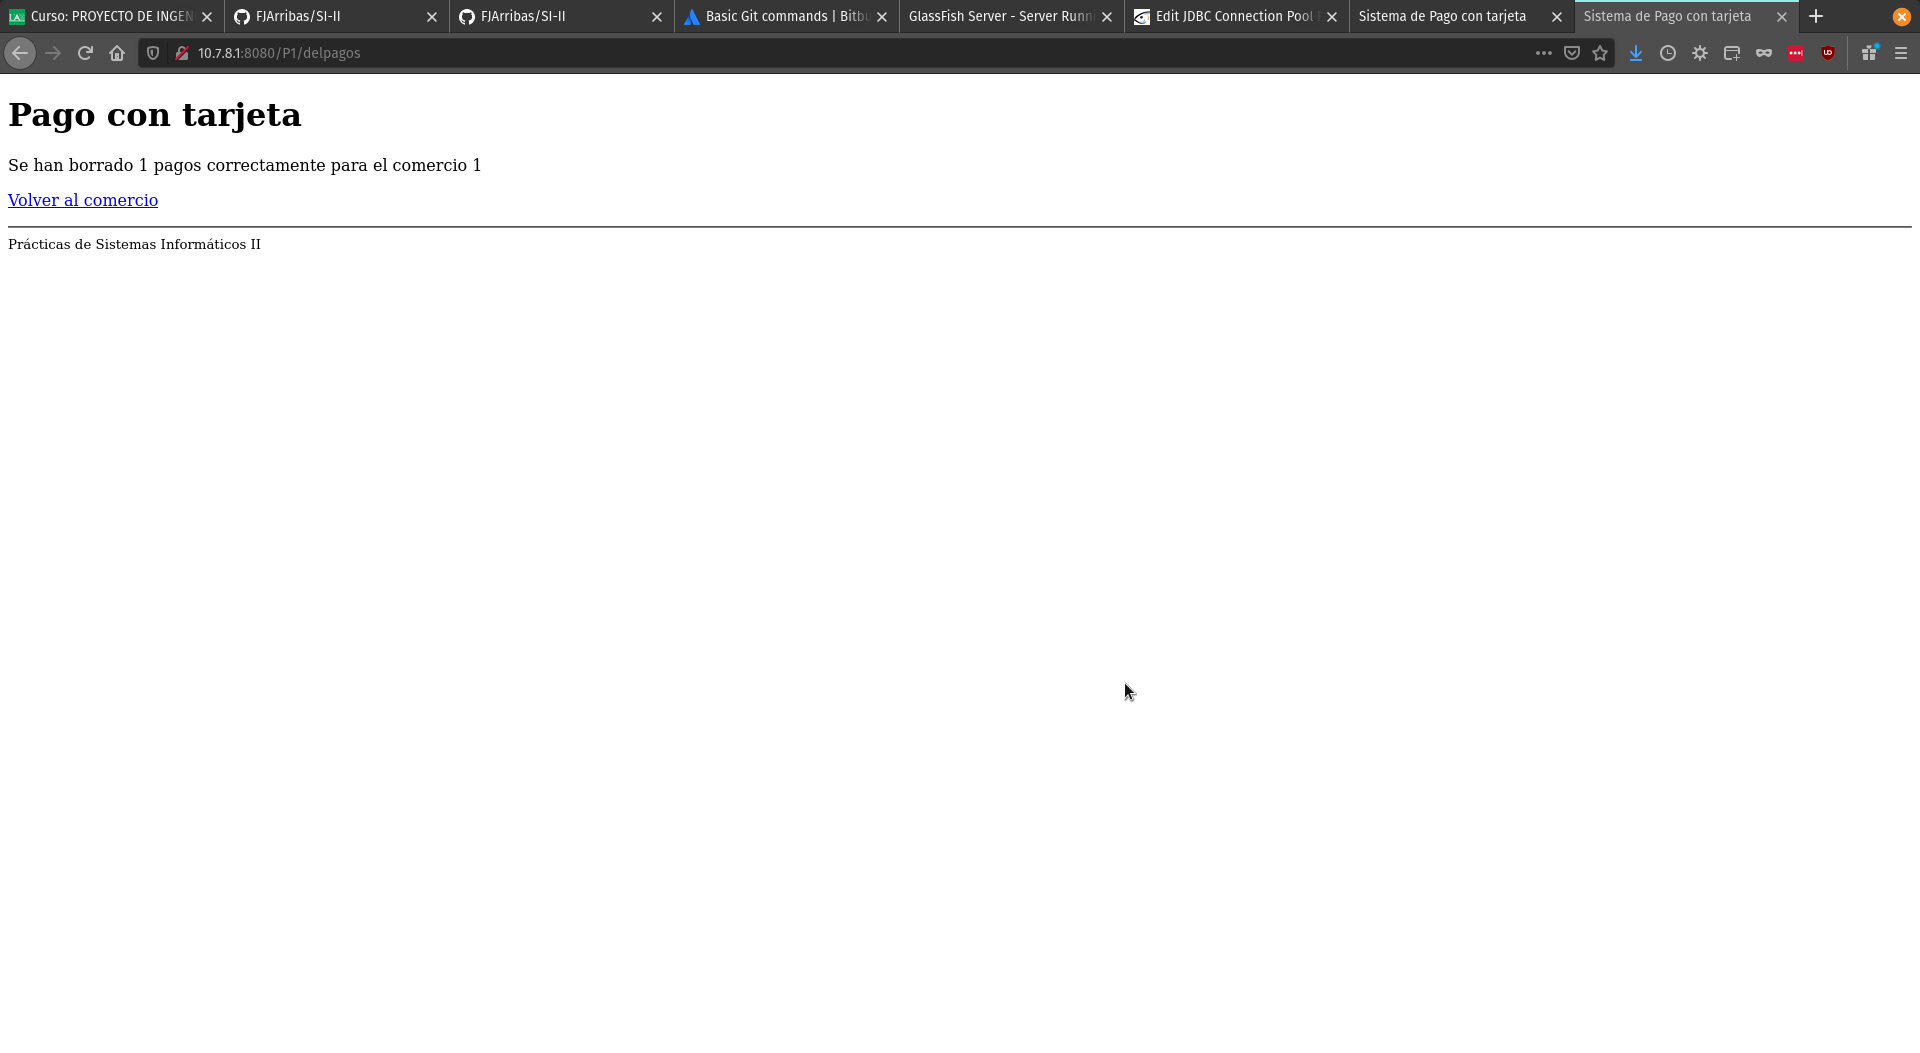 Curso: PROYECTO DE INGEN
FJArribas/SI-II
FJArribas/SI-II
Basic Git commands | Bitbu
GlassFish Server - Server Runn
Edit JDBC Connection Pool
Sistema de Pago con tarjeta
Sistema de Pago con tarjeta
10.7.8.1:8080/P1/delpagos
Pago con tarjeta
Se han borrado 1 pagos correctamente para el comercio 1
Volver al comercio
Prácticas de Sistemas Informáticos II